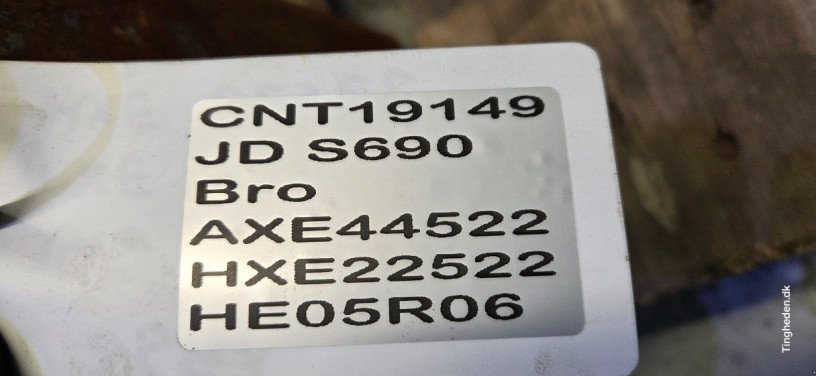 CNT19149
JD S690
Bro
AXE44522
HXE22522
HE05R06
Tingheden.dk